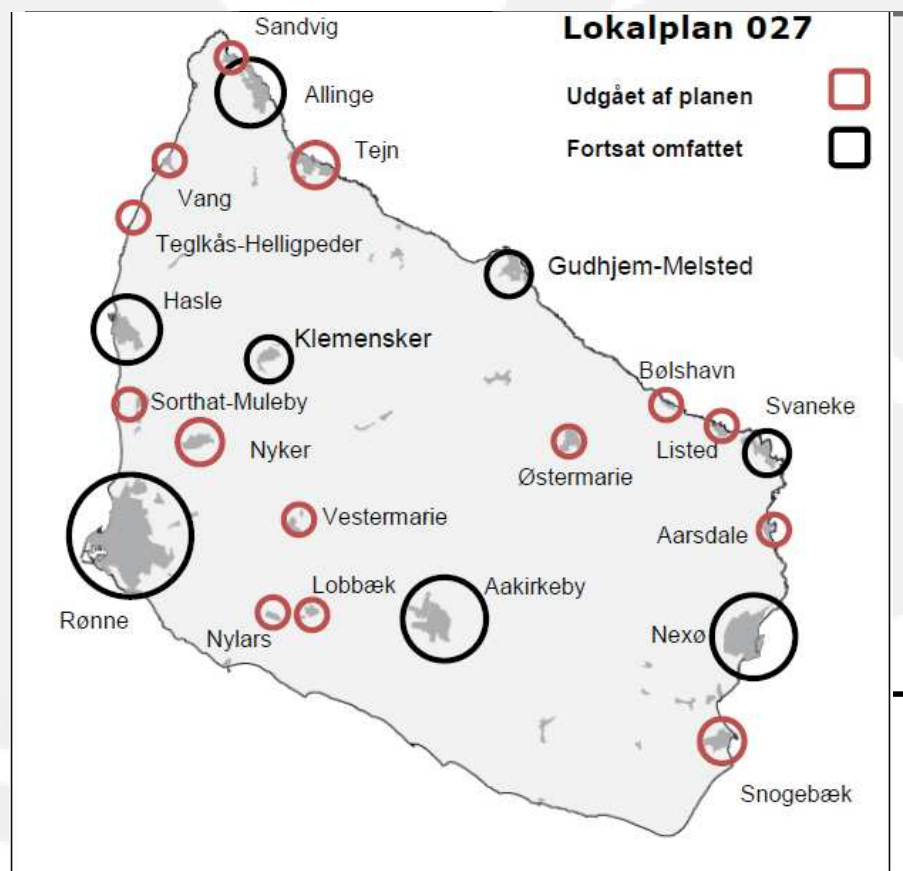 Sandvig
Lokalplan 027
Allinge
Udgået af planen
Tejn
Fortsat omfattet
Vang
Teglkås-Helligpeder
Gudhjem-Melsted
Hasle
Klemensker
Bølshavn
Sorthat-Muleby
Svaneke
Nyker
Listed
Østermarie
Vestermarie
Aarsdale
Lobbæk
Aakirkeby
Rønne
Nylars
Nexø
Snogebæk